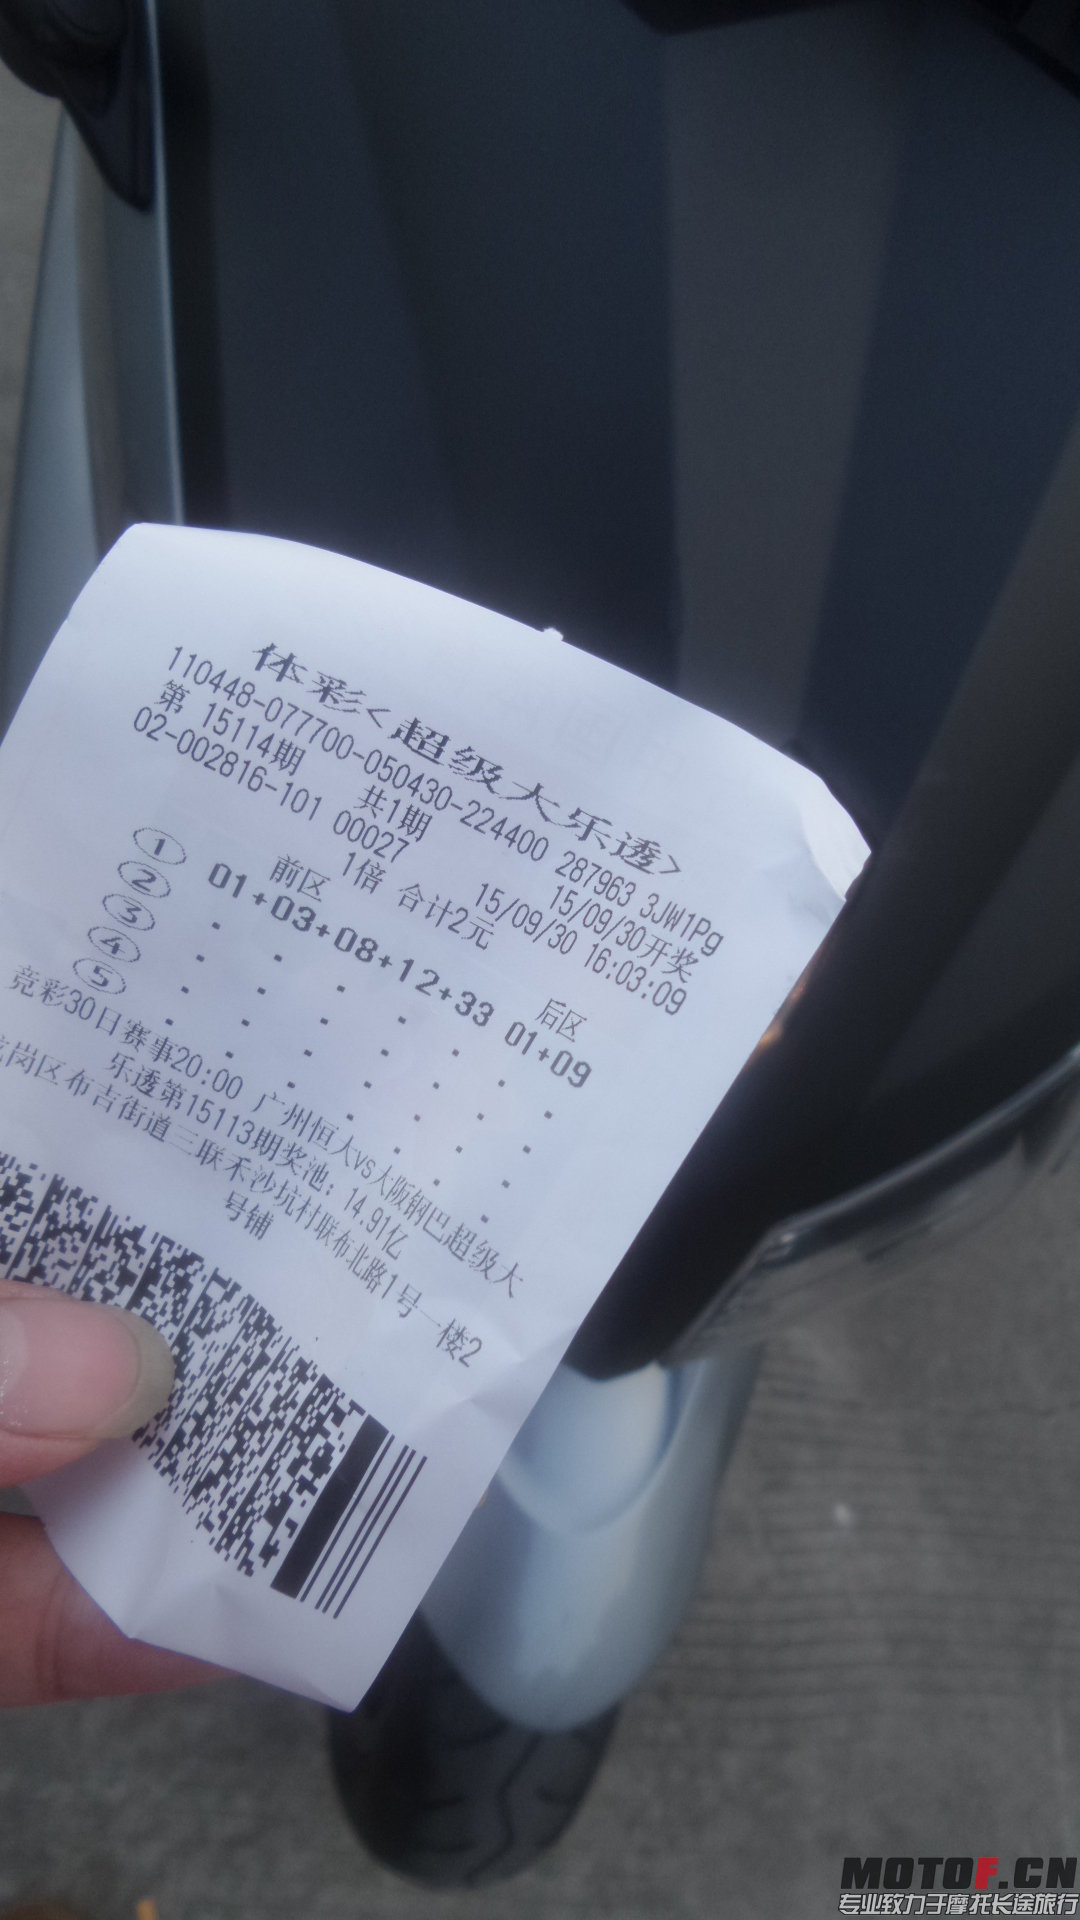 体彩<超级大乐透>
110448-077700-050430-224400 287963 3JW1Pg
第 15114期 共1期 15/09/30开奖
02-002816-101 00027 15/09/30 16:03:09
1倍 合计2元
前区 后区
① 01+03+08+12+33 01+09
②
③
④
⑤
竞彩30日赛事20:00 广州恒大vs大阪钢巴超级大
乐透第15113期奖池: 14.91亿
岗区布吉街道三联禾沙坑村联布北路1号一楼2
号铺
MOTOF.CN
专业致力于摩托长途旅行